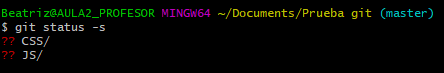 Beatriz@AULA2_PROFESOR MINGW64 ~/Documents/Prueba git (master)
$ git status -s
?? CSS/
?? JS/